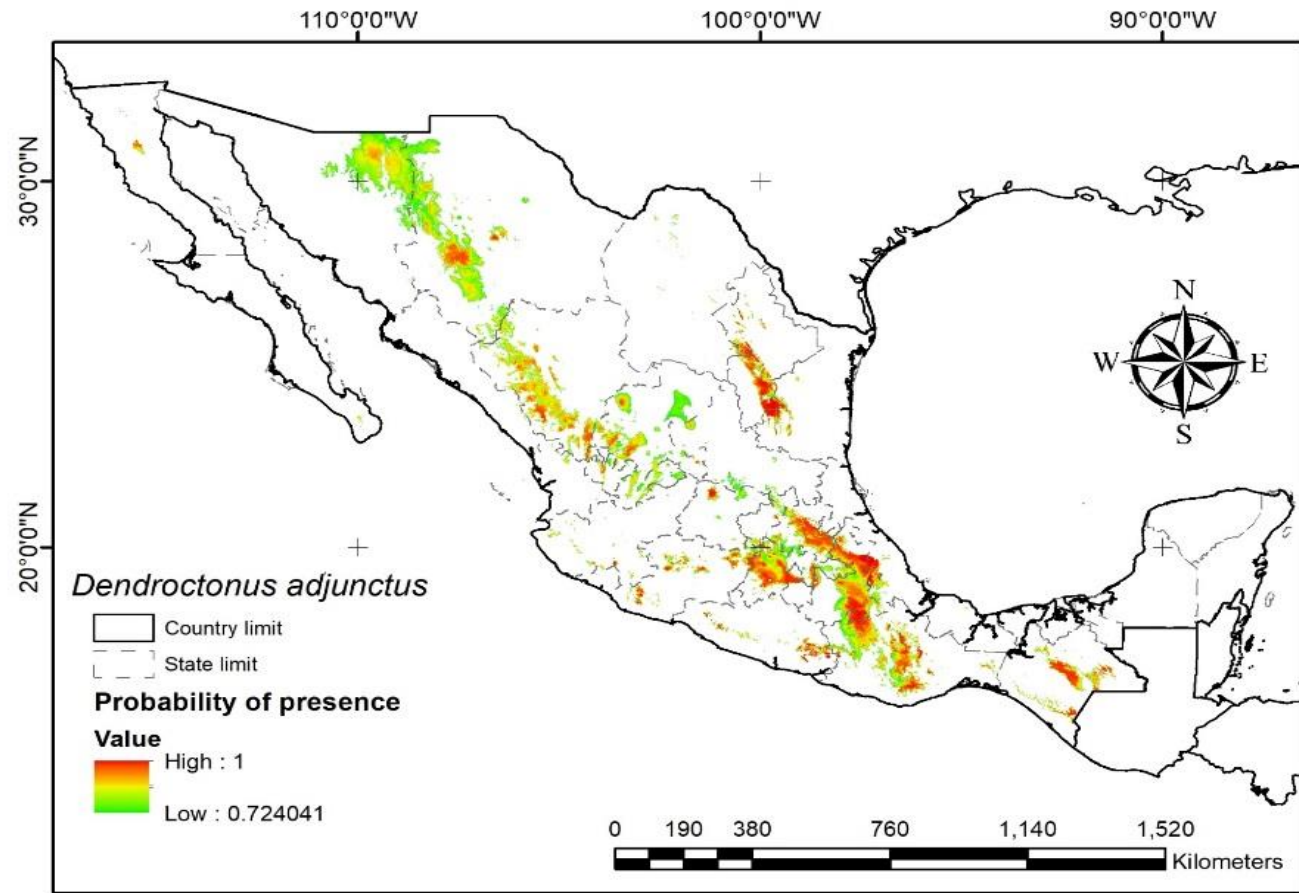 110°0'0"W 100°0'0"W 90°0'0"W
30°0'0"N
20°0'0"N
N
W E
S
Dendroctonus adjunctus
Country limit
State limit
Probability of presence
Value
High : 1
Low : 0.724041
0 190 380 760 1,140 1,520
Kilometers